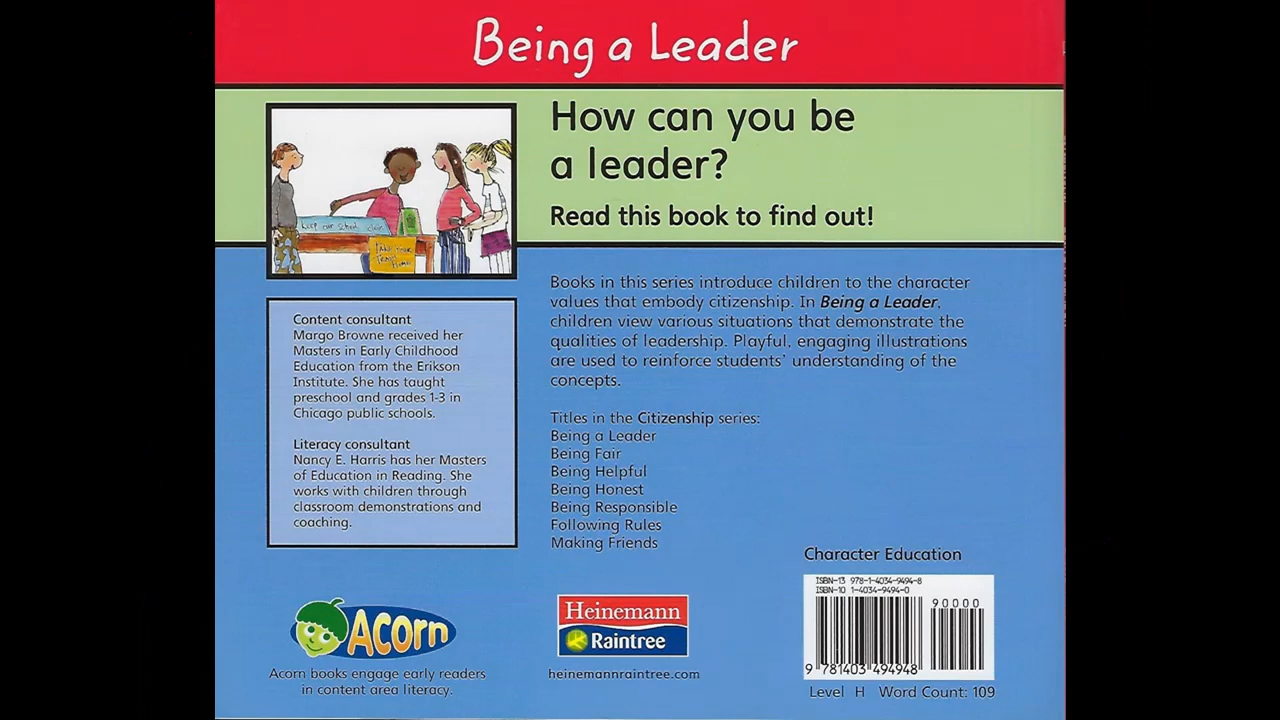 Being a Leader
How can you be
a leader?
Read this book to find out!
Keep our school clean
TAKE YOUR
TRASH Home
Content consultant
Margo Browne received her
Masters in Early Childhood
Education from the Erikson
Institute. She has taught
preschool and grades 1-3 in
Chicago public schools.
Literacy consultant
Nancy E. Harris has her Masters
of Education in Reading. She
works with children through
classroom demonstrations and
coaching.
Books in this series introduce children to the character
values that embody citizenship. In Being a Leader,
children view various situations that demonstrate the
qualities of leadership. Playful, engaging illustrations
are used to reinforce students' understanding of the
concepts.
Titles in the Citizenship series:
Being a Leader
Being Fair
Being Helpful
Being Honest
Being Responsible
Following Rules
Making Friends
Acorn
Acorn books engage early readers
in content area literacy.
Heinemann
Raintree
heinemannraintree.com
Character Education
ISBN-13 978-1-4034-9494-8
ISBN-10 1-4034-9494-0
90000
9 781403 494948
Level H Word Count: 109